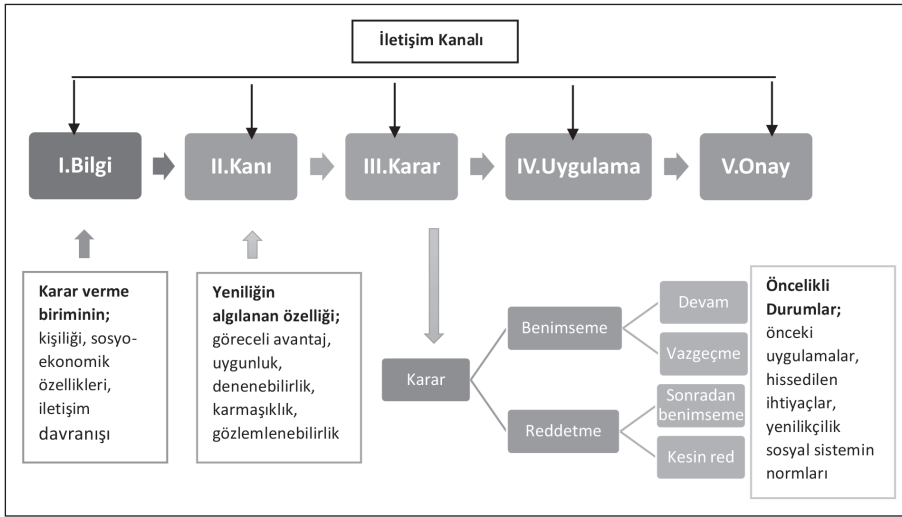 İletişim Kanalı
I.Bilgi
II.Kanı
III.Karar
IV.Uygulama
V.Onay
Karar verme
biriminin;
kişiliği, sosyo-
ekonomik
özellikleri,
iletişim
davranışı
Yeniliğin
algılanan özelliği;
göreceli avantaj,
uygunluk,
denenebilirlik,
karmaşıklık,
gözlemlenebilirlik
Karar
Benimseme
Reddetme
Devam
Vazgeçme
Sonradan
benimseme
Kesin red
Öncelikli
Durumlar;
önceki
uygulamalar,
hissedilen
ihtiyaçlar,
yenilikçilik
sosyal sistemin
normları